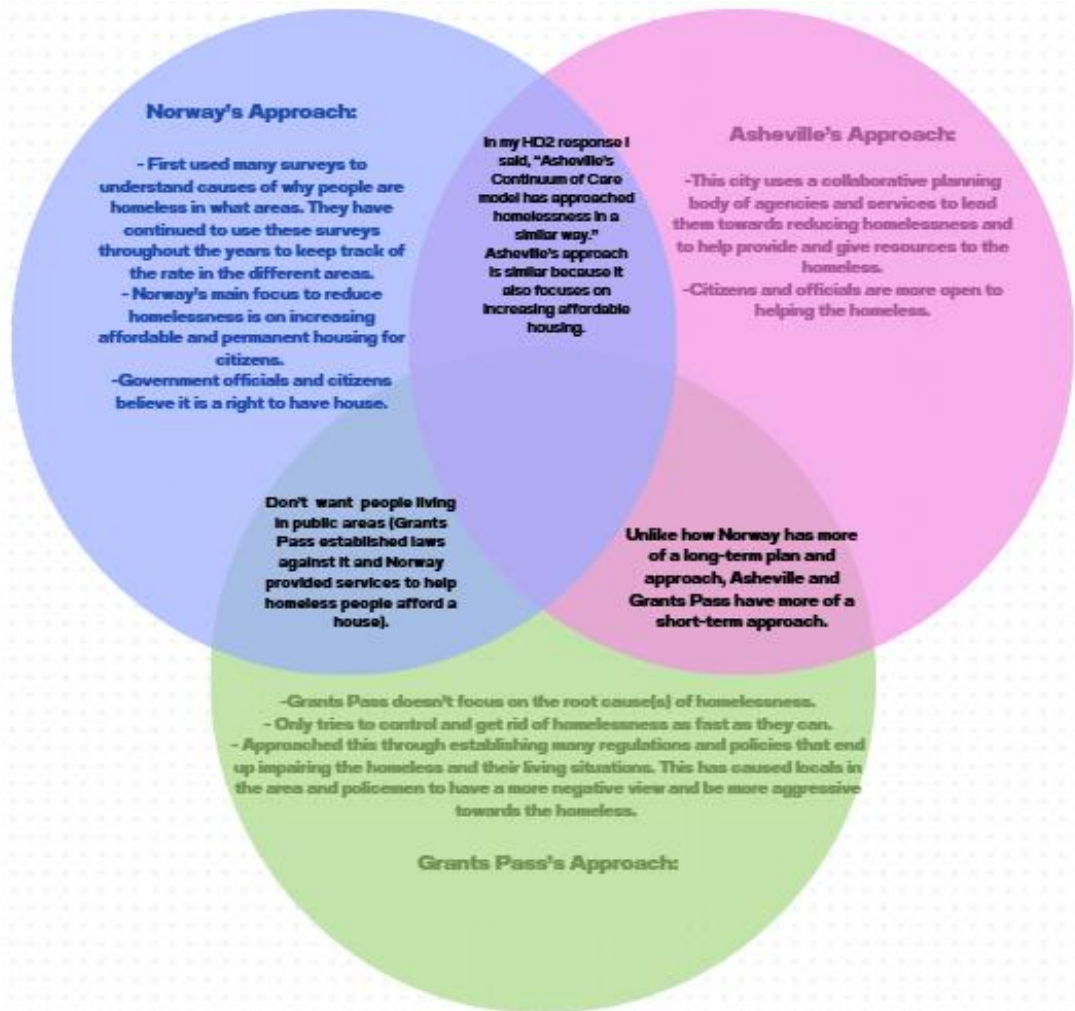 Norway's Approach:
- First used many surveys to
understand causes of why people are
homeless in what areas. They have
continued to use these surveys
throughout the years to keep track of
the rate in the different areas.
- Norway's main focus to reduce
homelessness is on increasing
affordable and permanent housing for
citizens.
-Government officials and citizens
believe it is a right to have house.
In my HD2 response I
said, "Asheville's
Continuum of Care
model has approached
homelessness in a
similar way."
Asheville's approach
is similar because it
also focuses on
increasing affordable
housing.
Asheville's Approach:
-This city uses a collaborative planning
body of agencies and services to lead
them towards reducing homelessness and
to help provide and give resources to the
homeless.
-Citizens and officials are more open to
helping the homeless.
Don't want people living
in public areas (Grants
Pass established laws
against it and Norway
provided services to help
homeless people afford a
house).
Unlike how Norway has more
of a long-term plan and
approach, Asheville and
Grants Pass have more of a
short-term approach.
-Grants Pass doesn't focus on the root cause(s) of homelessness.
- Only tries to control and get rid of homelessness as fast as they can.
- Approached this through establishing many regulations and policies that end
up impairing the homeless and their living situations. This has caused locals in
the area and policemen to have a more negative view and be more aggressive
towards the homeless.
Grants Pass's Approach: